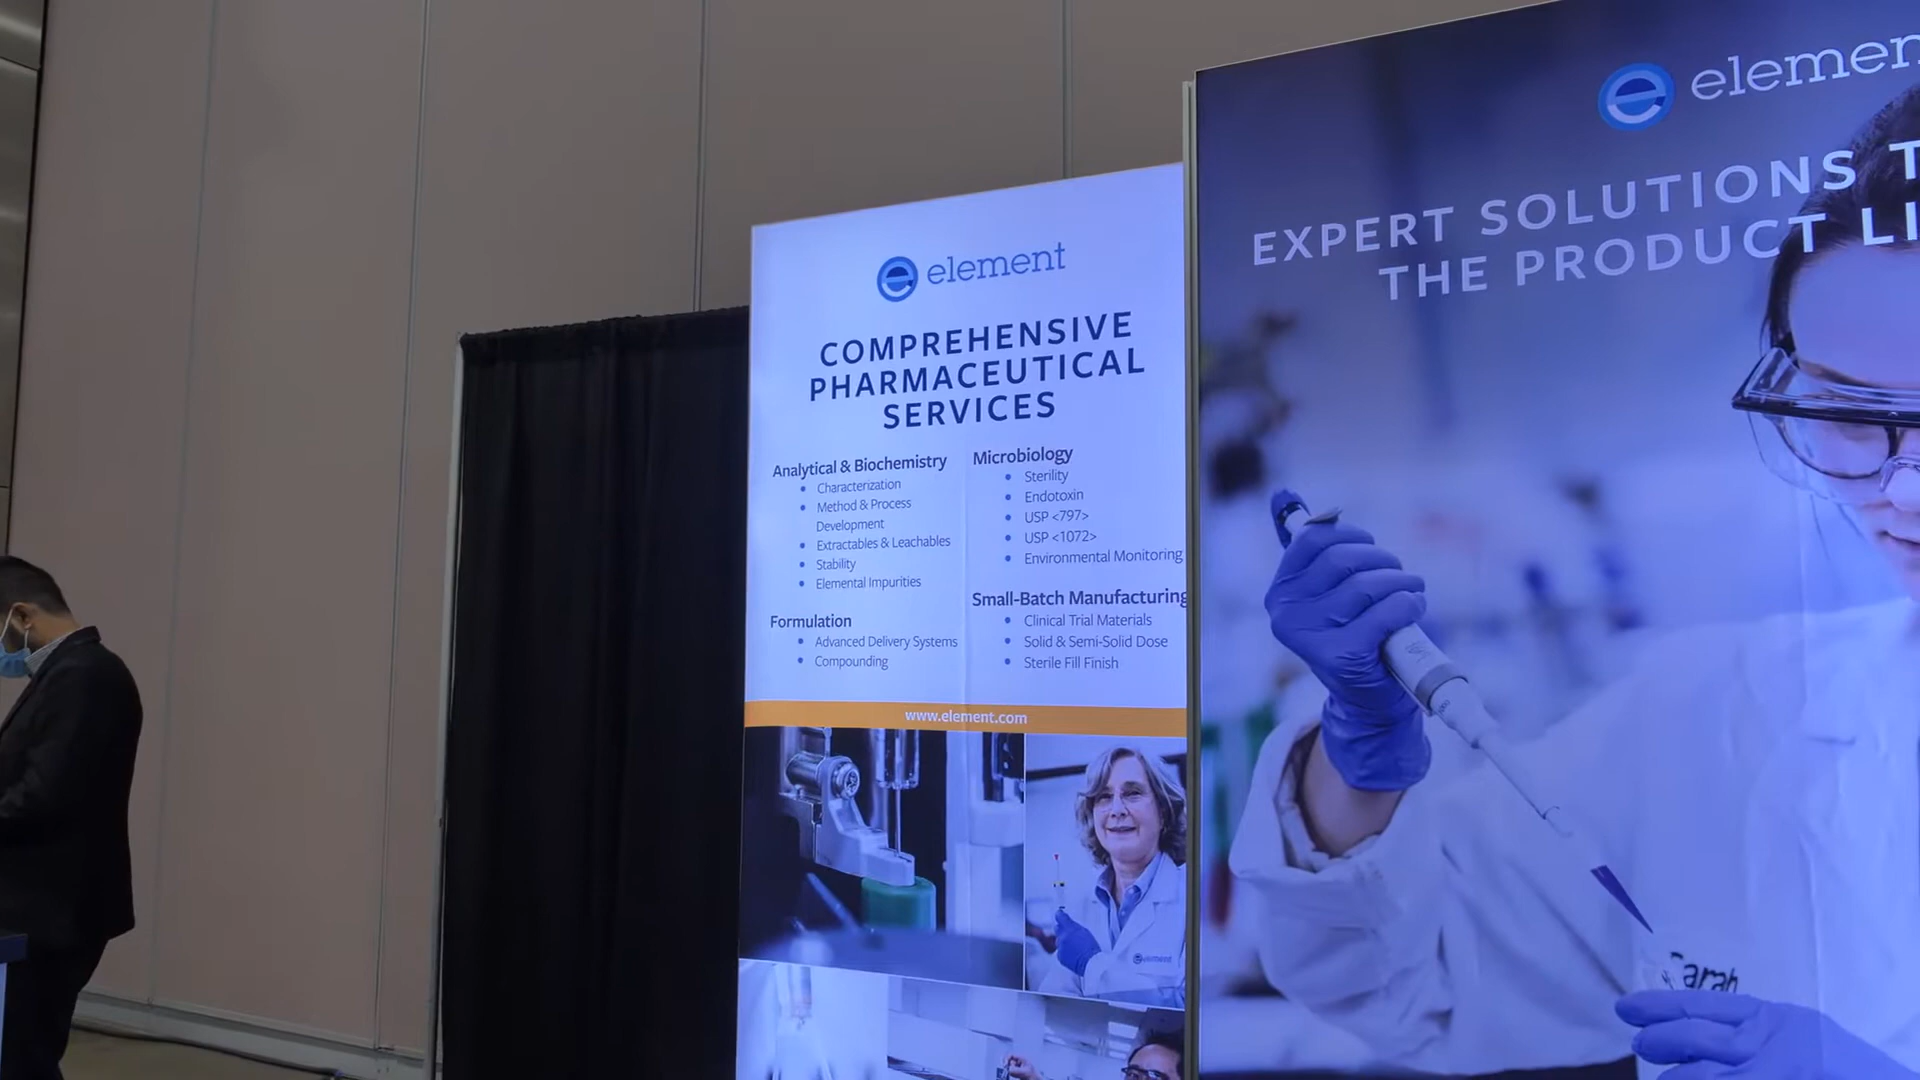 element
COMPREHENSIVE
PHARMACEUTICAL
SERVICES
Analytical & Biochemistry
• Characterization
• Method & Process
Development
• Extractables & Leachables
• Stability
• Elemental Impurities
Formulation
• Advanced Delivery Systems
• Compounding
Microbiology
• Sterility
• Endotoxin
• USP <797>
• USP <1072>
• Environmental Monitoring
Small-Batch Manufacturing
• Clinical Trial Materials
• Solid & Semi-Solid Dose
• Sterile Fill Finish
www.element.com
element
elemen
EXPERT SOLUTIONS T
THE PRODUCT LI
Sarah